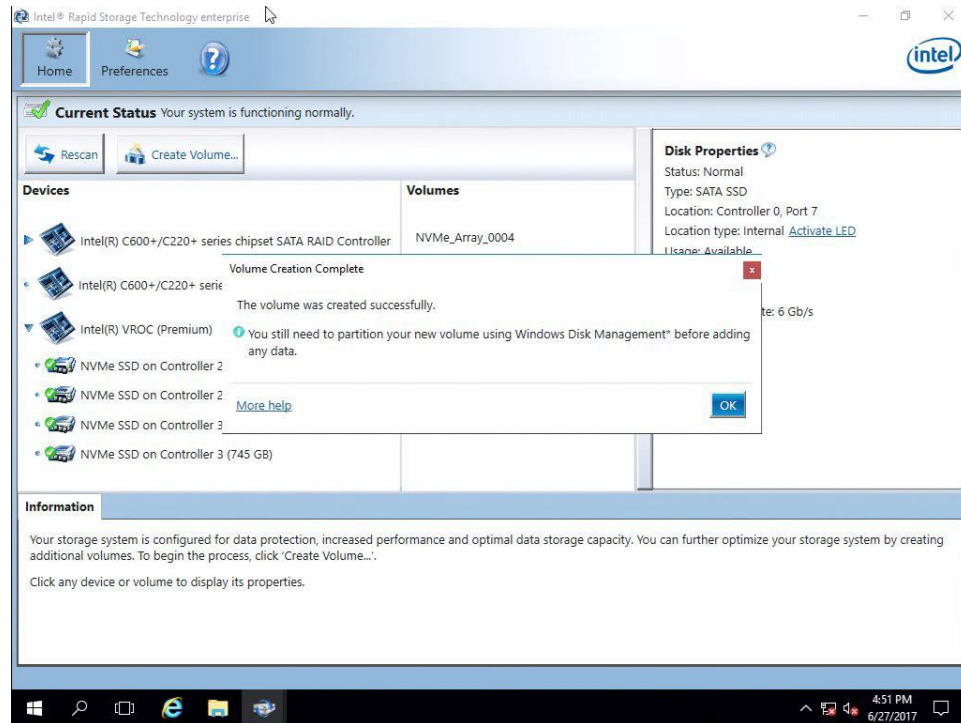 Intel® Rapid Storage Technology enterprise
Home
Preferences
intel
Current Status Your system is functioning normally.
Rescan
Create Volume...
Devices
Volumes
Intel(R) C600+/C220+ series chipset SATA RAID Controller
NVMe_Array_0004
Intel(R) C600+/C220+ serie
Intel(R) VROC (Premium)
NVMe SSD on Controller 2
NVMe SSD on Controller 2
NVMe SSD on Controller 3
NVMe SSD on Controller 3 (745 GB)
Disk Properties
Status: Normal
Type: SATA SSD
Location: Controller 0, Port 7
Location type: Internal Activate LED
Usage: Available
te: 6 Gb/s
Volume Creation Complete
The volume was created successfully.
You still need to partition your new volume using Windows Disk Management* before adding
any data.
More help
OK
Information
Your storage system is configured for data protection, increased performance and optimal data storage capacity. You can further optimize your storage system by creating
additional volumes. To begin the process, click 'Create Volume...'.
Click any device or volume to display its properties.
4:51 PM
6/27/2017